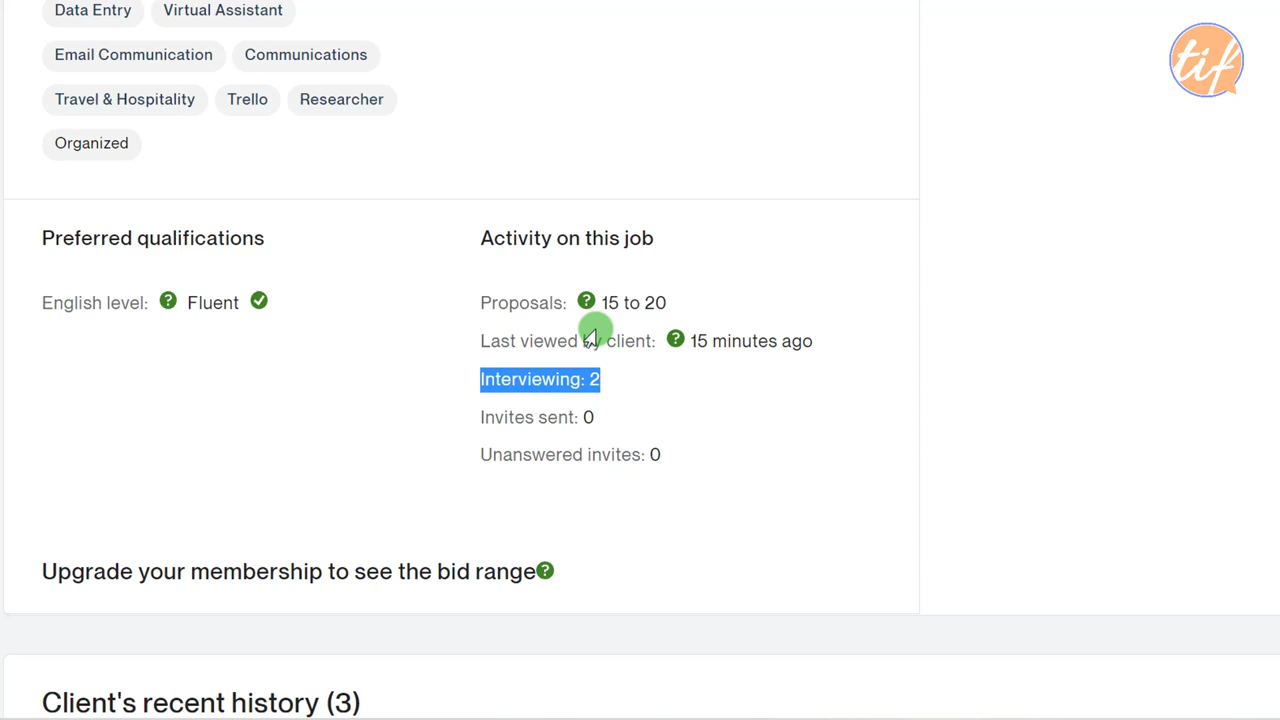 Data Entry Virtual Assistant
Email Communication Communications
Travel & Hospitality Trello Researcher
Organized
tif
Preferred qualifications
English level: ? Fluent
Activity on this job
Proposals: ? 15 to 20
Last viewed by client: ? 15 minutes ago
Interviewing: 2
Invites sent: 0
Unanswered invites: 0
Upgrade your membership to see the bid range ?
Client's recent history (3)